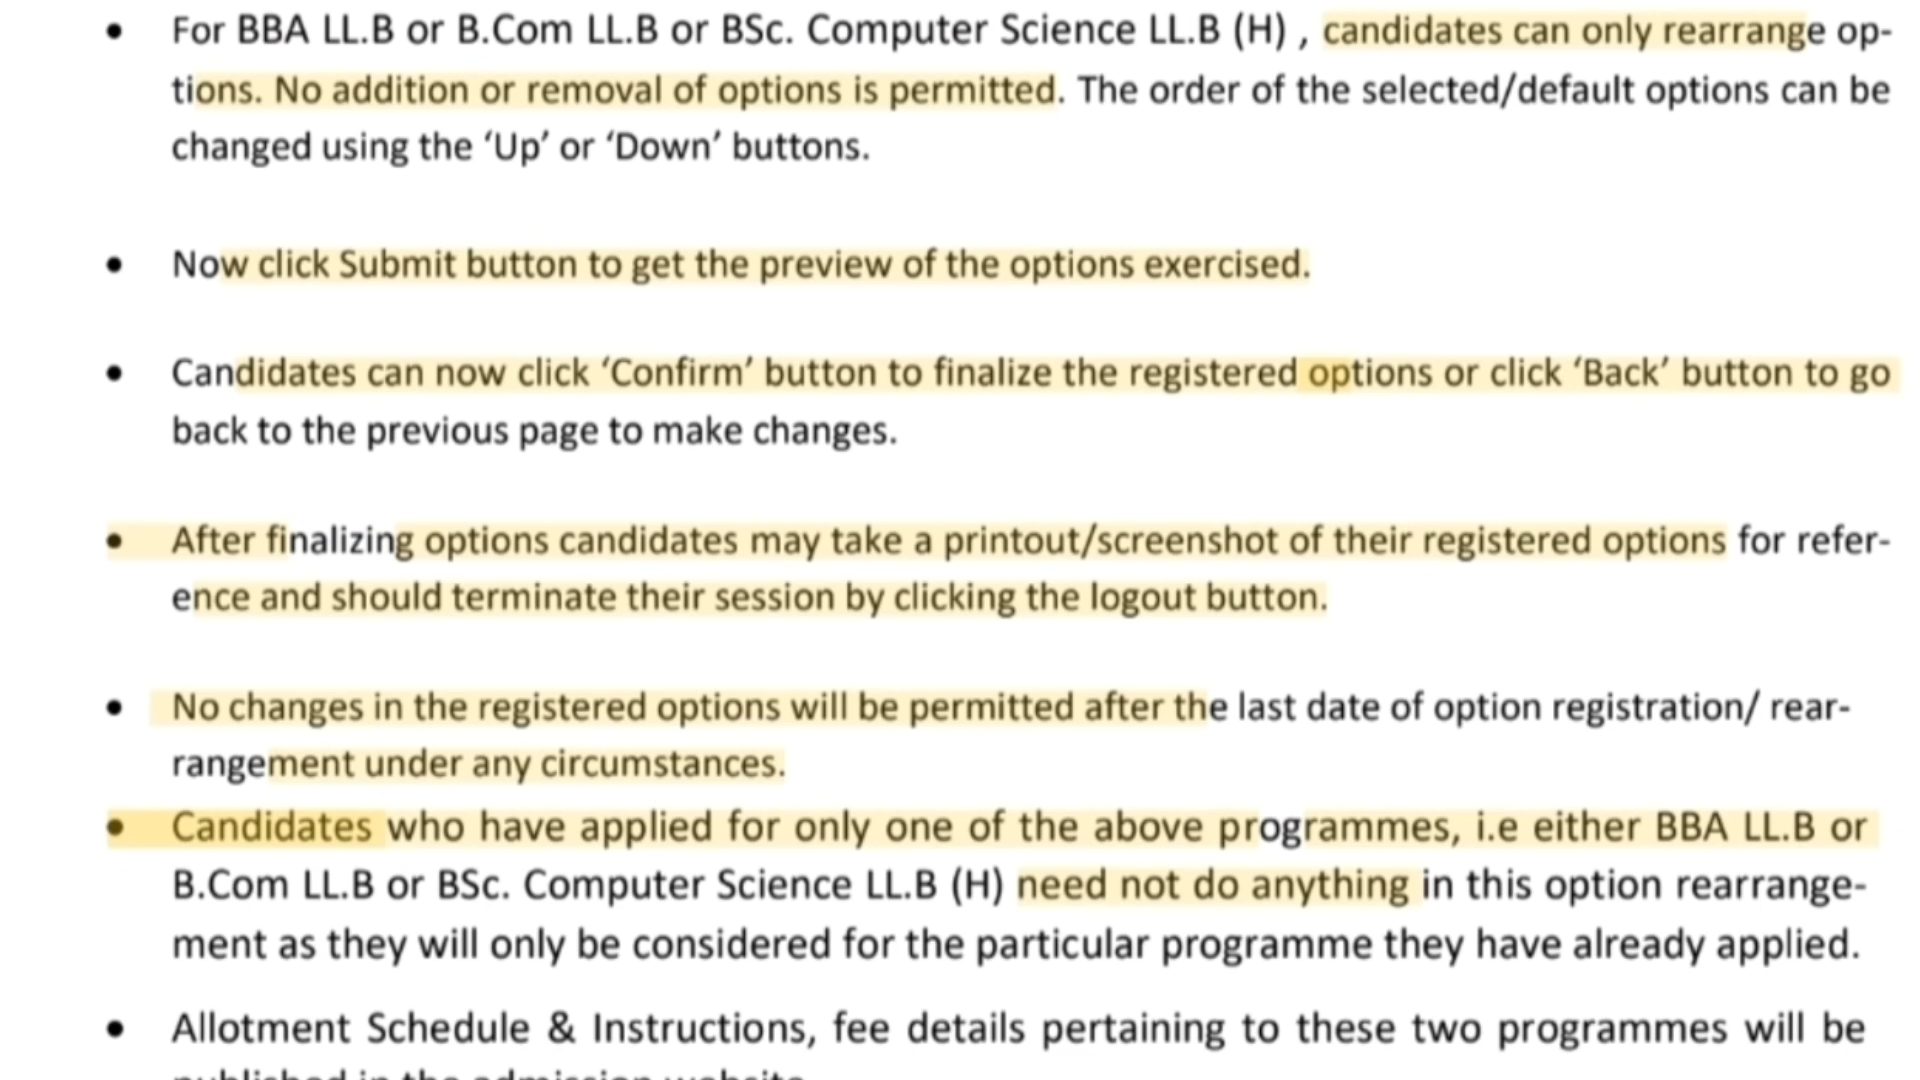 • For BBA LL.B or B.Com LL.B or BSc. Computer Science LL.B (H) , candidates can only rearrange op-
tions. No addition or removal of options is permitted. The order of the selected/default options can be
changed using the ‘Up’ or ‘Down’ buttons.
• Now click Submit button to get the preview of the options exercised.
• Candidates can now click ‘Confirm’ button to finalize the registered options or click ‘Back’ button to go
back to the previous page to make changes.
• After finalizing options candidates may take a printout/screenshot of their registered options for refer-
ence and should terminate their session by clicking the logout button.
• No changes in the registered options will be permitted after the last date of option registration/ rear-
rangement under any circumstances.
• Candidates who have applied for only one of the above programmes, i.e either BBA LL.B or
B.Com LL.B or BSc. Computer Science LL.B (H) need not do anything in this option rearrange-
ment as they will only be considered for the particular programme they have already applied.
• Allotment Schedule & Instructions, fee details pertaining to these two programmes will be
published in the admission website